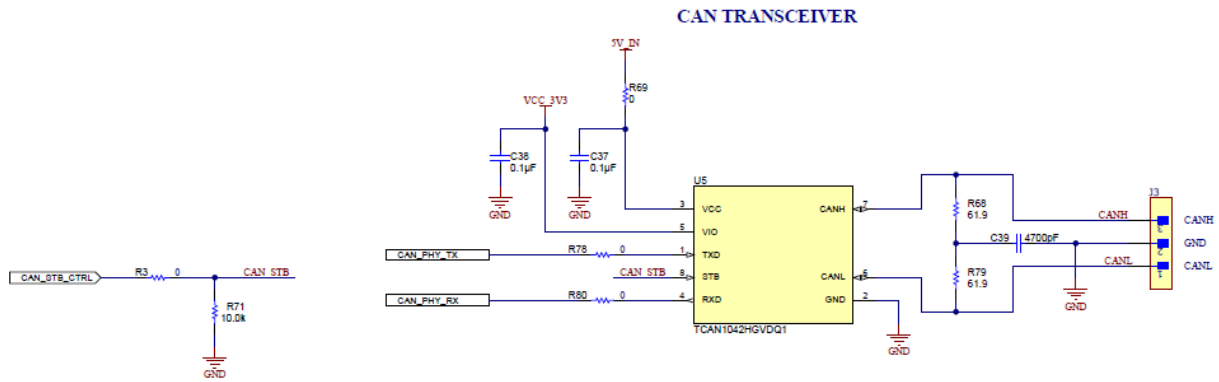 CAN TRANSCEIVER
5V_IN
R69
0
VCC_3V3
C38
0.1µF
C37
0.1µF
GND
GND
U5
3 VCC
CANH 7
5 VIO
1 TXD
8 STB
CANL 6
4 RXD
GND 2
TCAN1042HGVDQ1
CAN_PHY_TX
R78 0
CAN_STB
CAN_PHY_RX
R80 0
CAN_STB_CTRL
R3 0
CAN_STB
R71
10.0k
GND
GND
R68
61.9
C39 4700pF
R79
61.9
GND
J3
CANH
3
CANH
2
GND
CANL
1
CANL